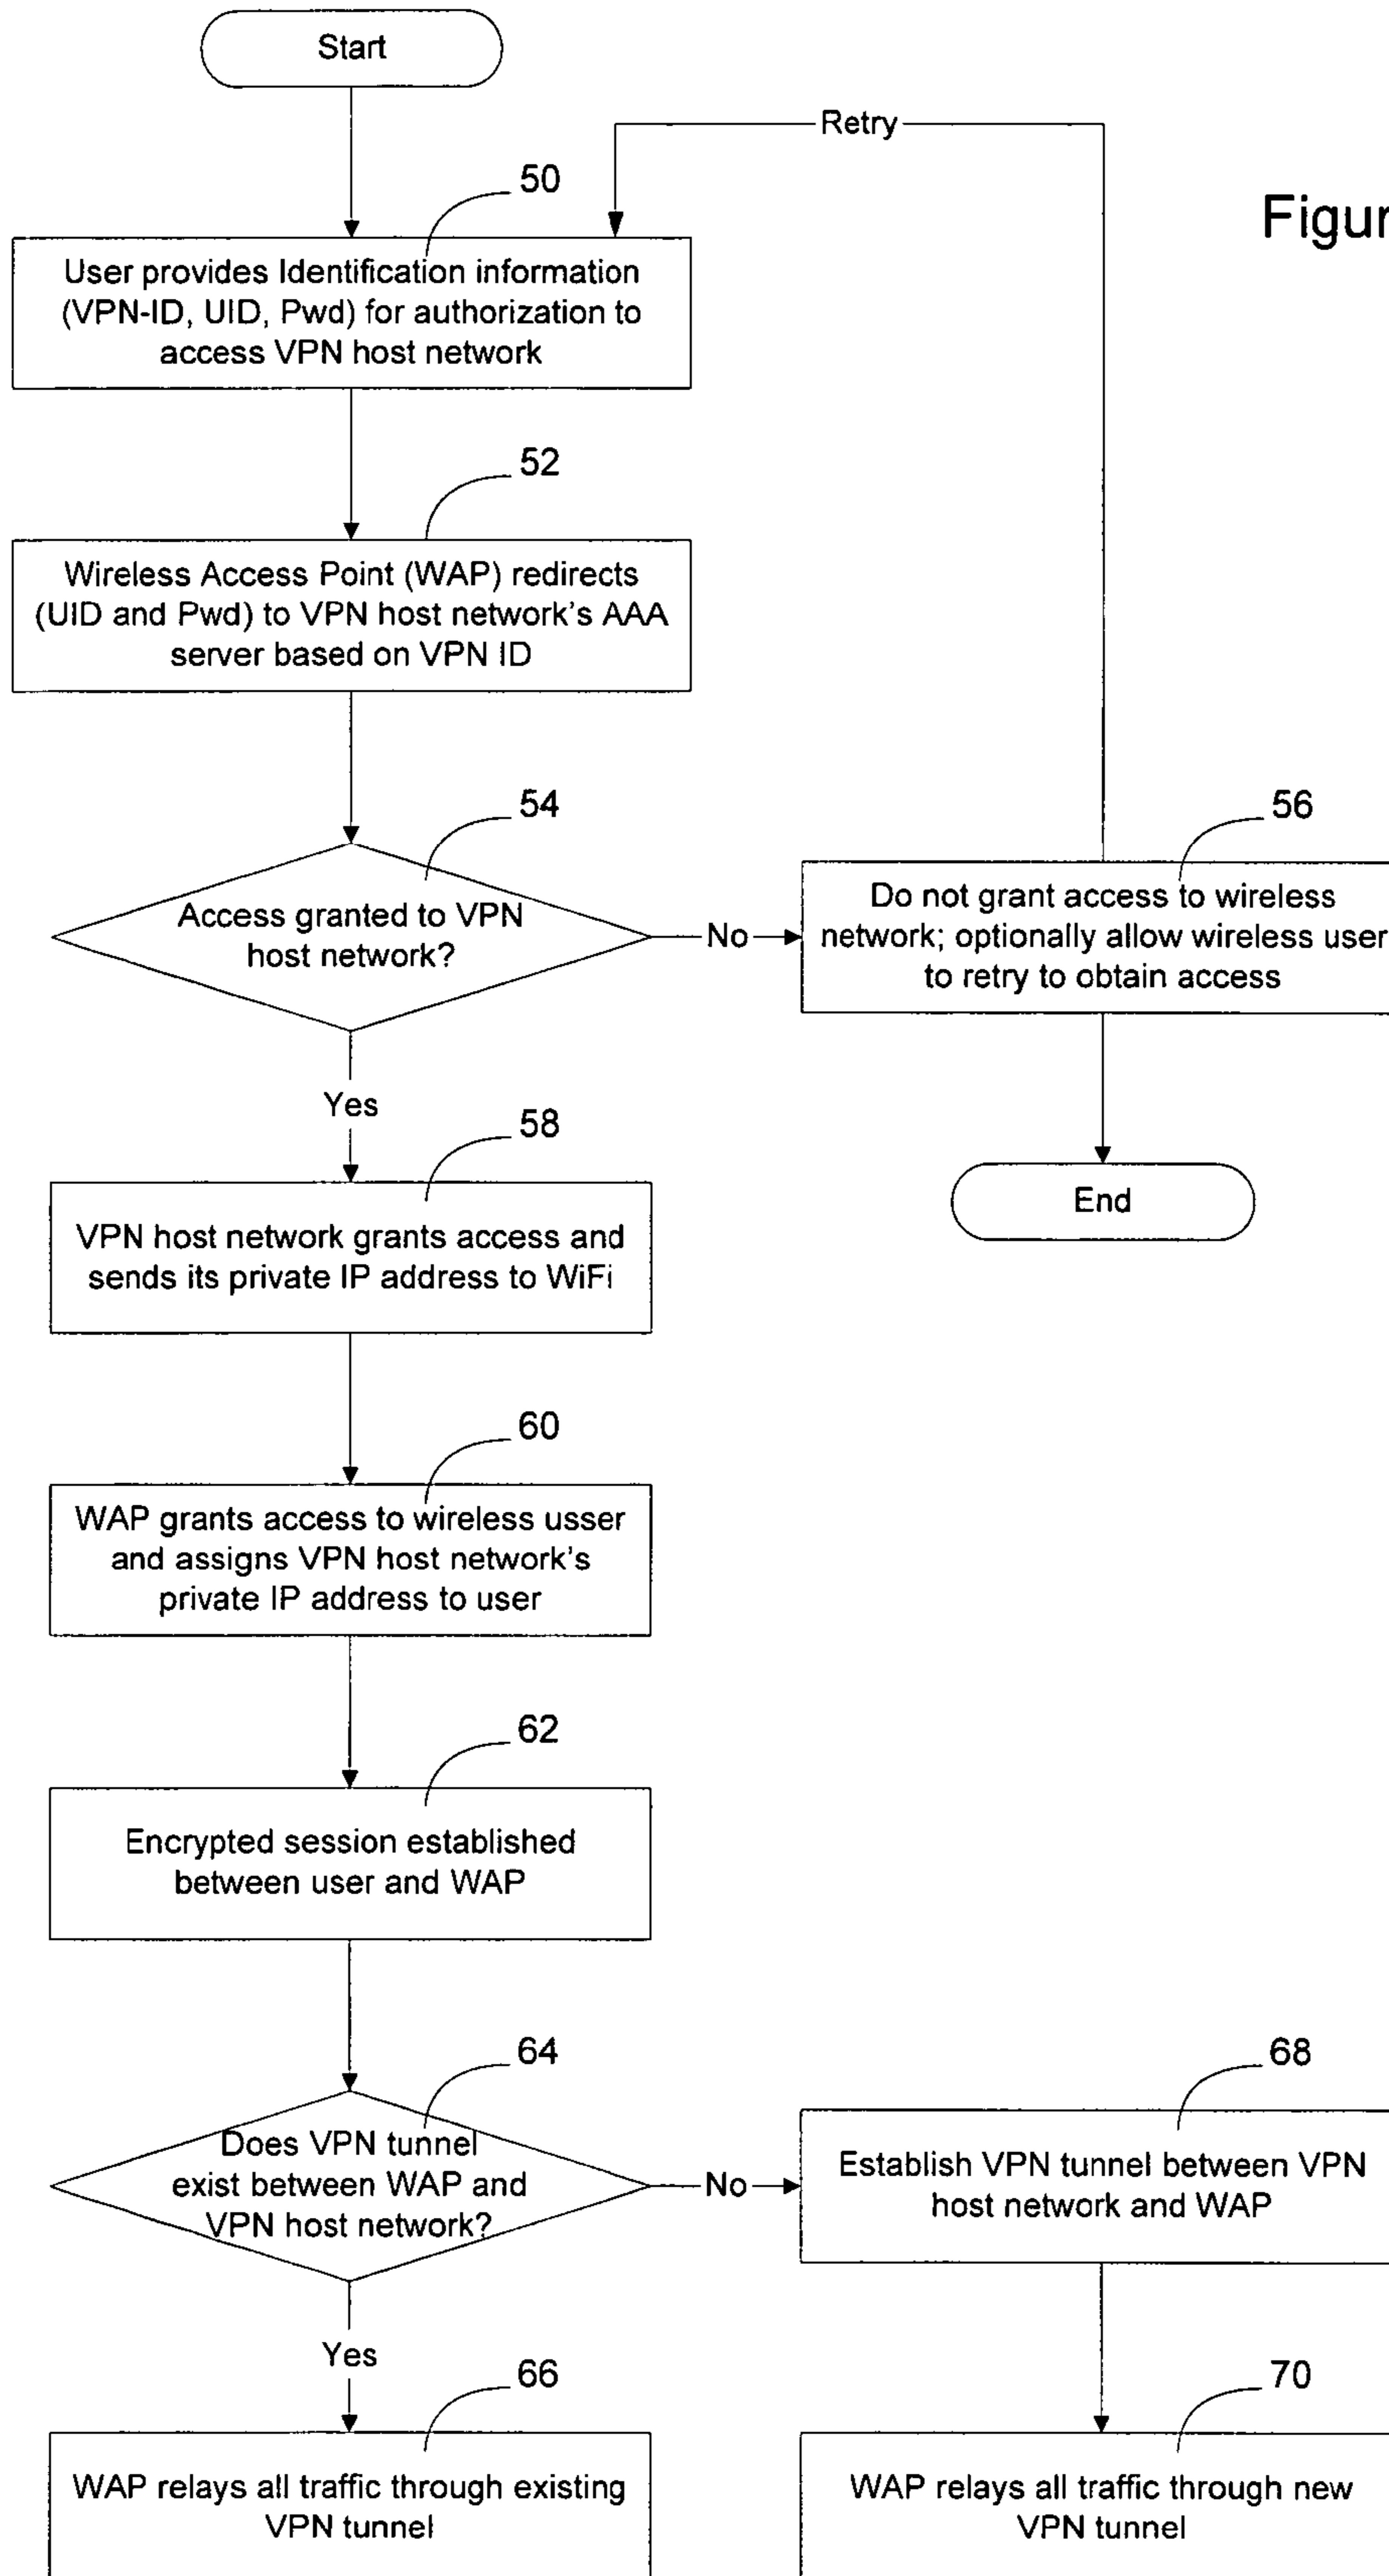 Start
Retry
50
Figur
User provides Identification information
(VPN-ID, UID, Pwd) for authorization to
access VPN host network
52
Wireless Access Point (WAP) redirects
(UID and Pwd) to VPN host network's AAA
server based on VPN ID
54
Access granted to VPN
host network?
No
56
Do not grant access to wireless
network; optionally allow wireless user
to retry to obtain access
Yes
58
VPN host network grants access and
sends its private IP address to WiFi
End
60
WAP grants access to wireless usser
and assigns VPN host network's
private IP address to user
62
Encrypted session established
between user and WAP
64
Does VPN tunnel
exist between WAP and
VPN host network?
No
68
Establish VPN tunnel between VPN
host network and WAP
Yes
66
WAP relays all traffic through existing
VPN tunnel
70
WAP relays all traffic through new
VPN tunnel